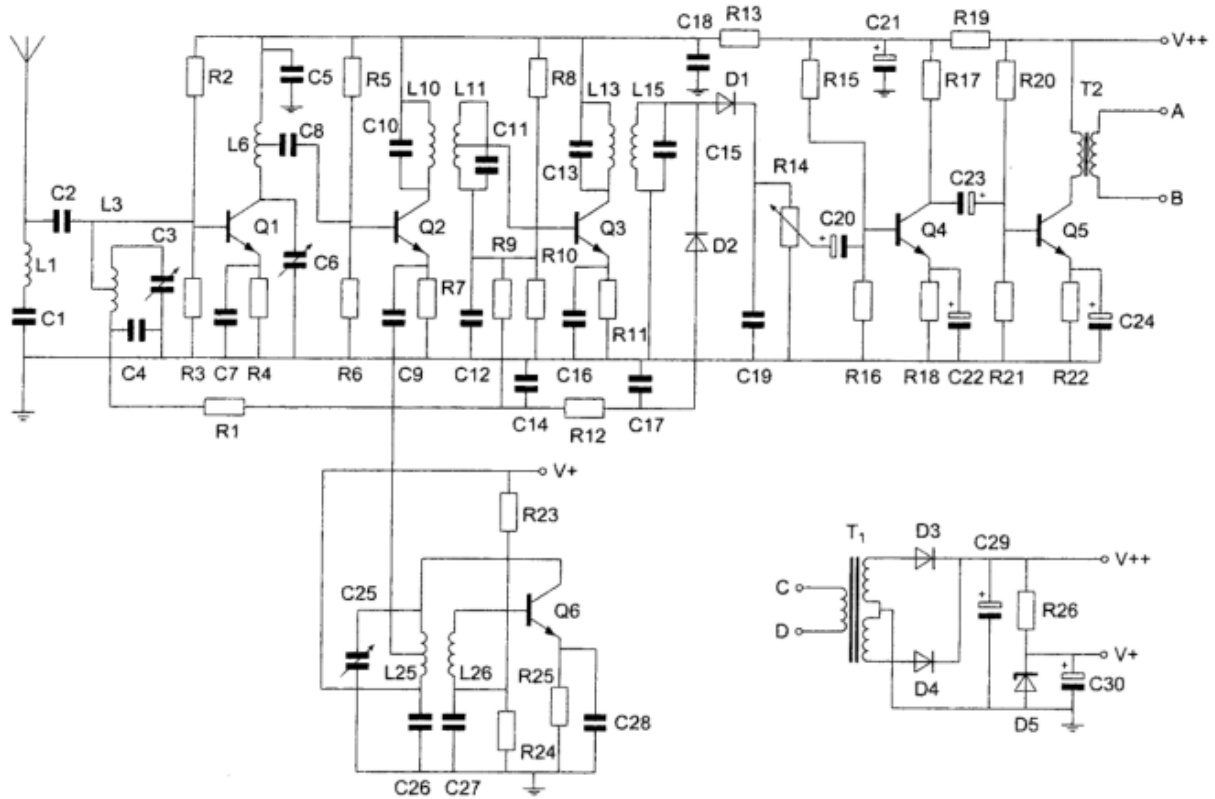 C18 R13 C21 R19
V++
R2 C5 R5 L10 L11 R8 L13 L15 D1 R15 R17 R20 T2
C8 C10 C11 A
L6 C13 C15
C2 L3 R14 C23 B
C3 Q1 Q2 Q3 C20 Q4 Q5
L1 C6 R9 R10 D2
C1 R7 R11 C24
C4 R3 C7 R4 R6 C9 C12 C16 C19 R16 R18 C22 R21 R22
R1 C14 R12 C17
V+
R23
T1 D3 C29 V++
C25 Q6 C
R26
D
L25 L26 R25 V+
D4 C30
C28
R24 D5
C26 C27
+ + + + + + +